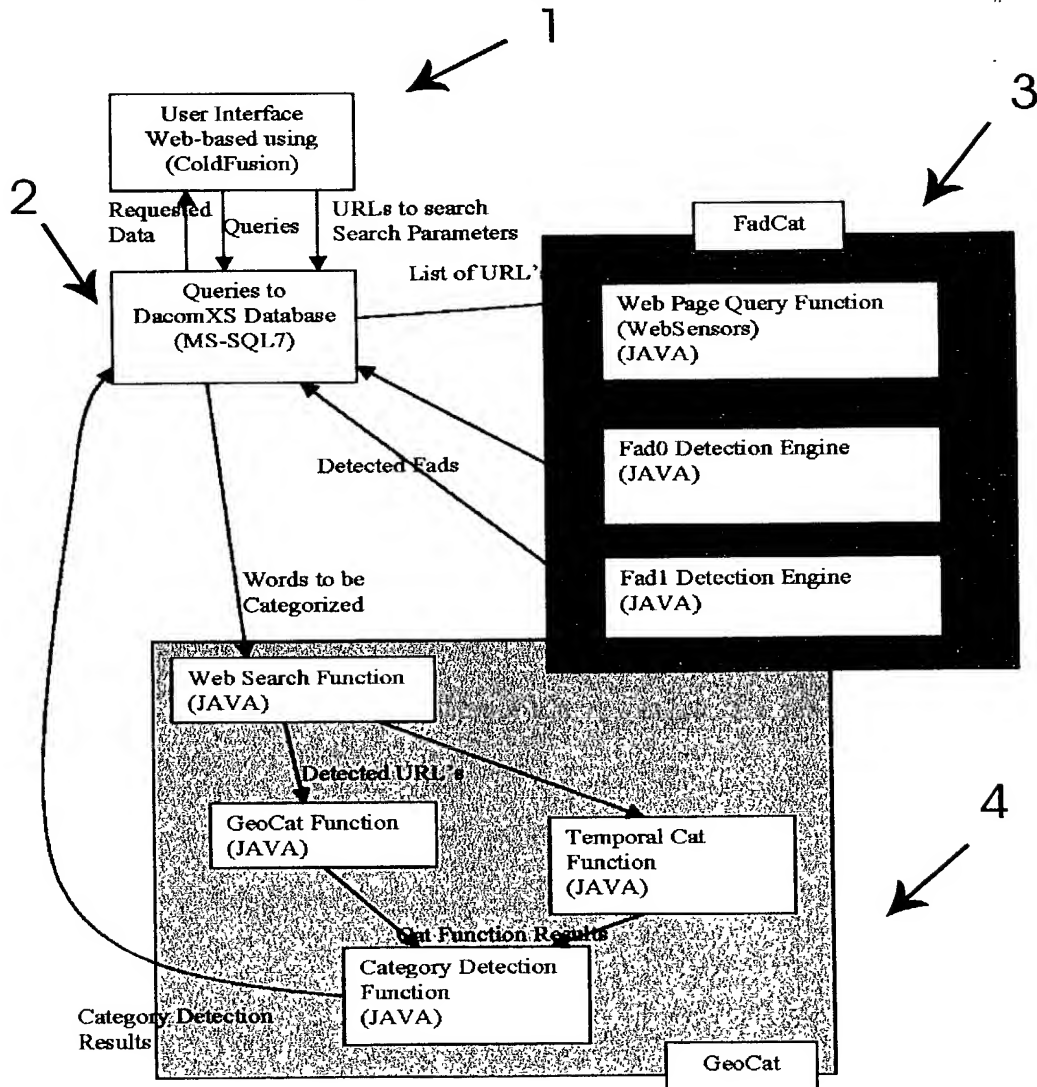 1
3
User Interface
Web-based using
(ColdFusion)
2
Requested
Data
Queries
URLs to search
Search Parameters
FadCat
List of URL's
Queries to
DacomXS Database
(MS-SQL7)
Web Page Query Function
(WebSensors)
(JAVA)
Fad0 Detection Engine
(JAVA)
Detected Fads
Fad1 Detection Engine
(JAVA)
Words to be
Categorized
Web Search Function
(JAVA)
Detected URL's
4
GeoCat Function
(JAVA)
Temporal Cat
Function
(JAVA)
Cat Function Results
Category Detection
Function
(JAVA)
Category Detection
Results
GeoCat